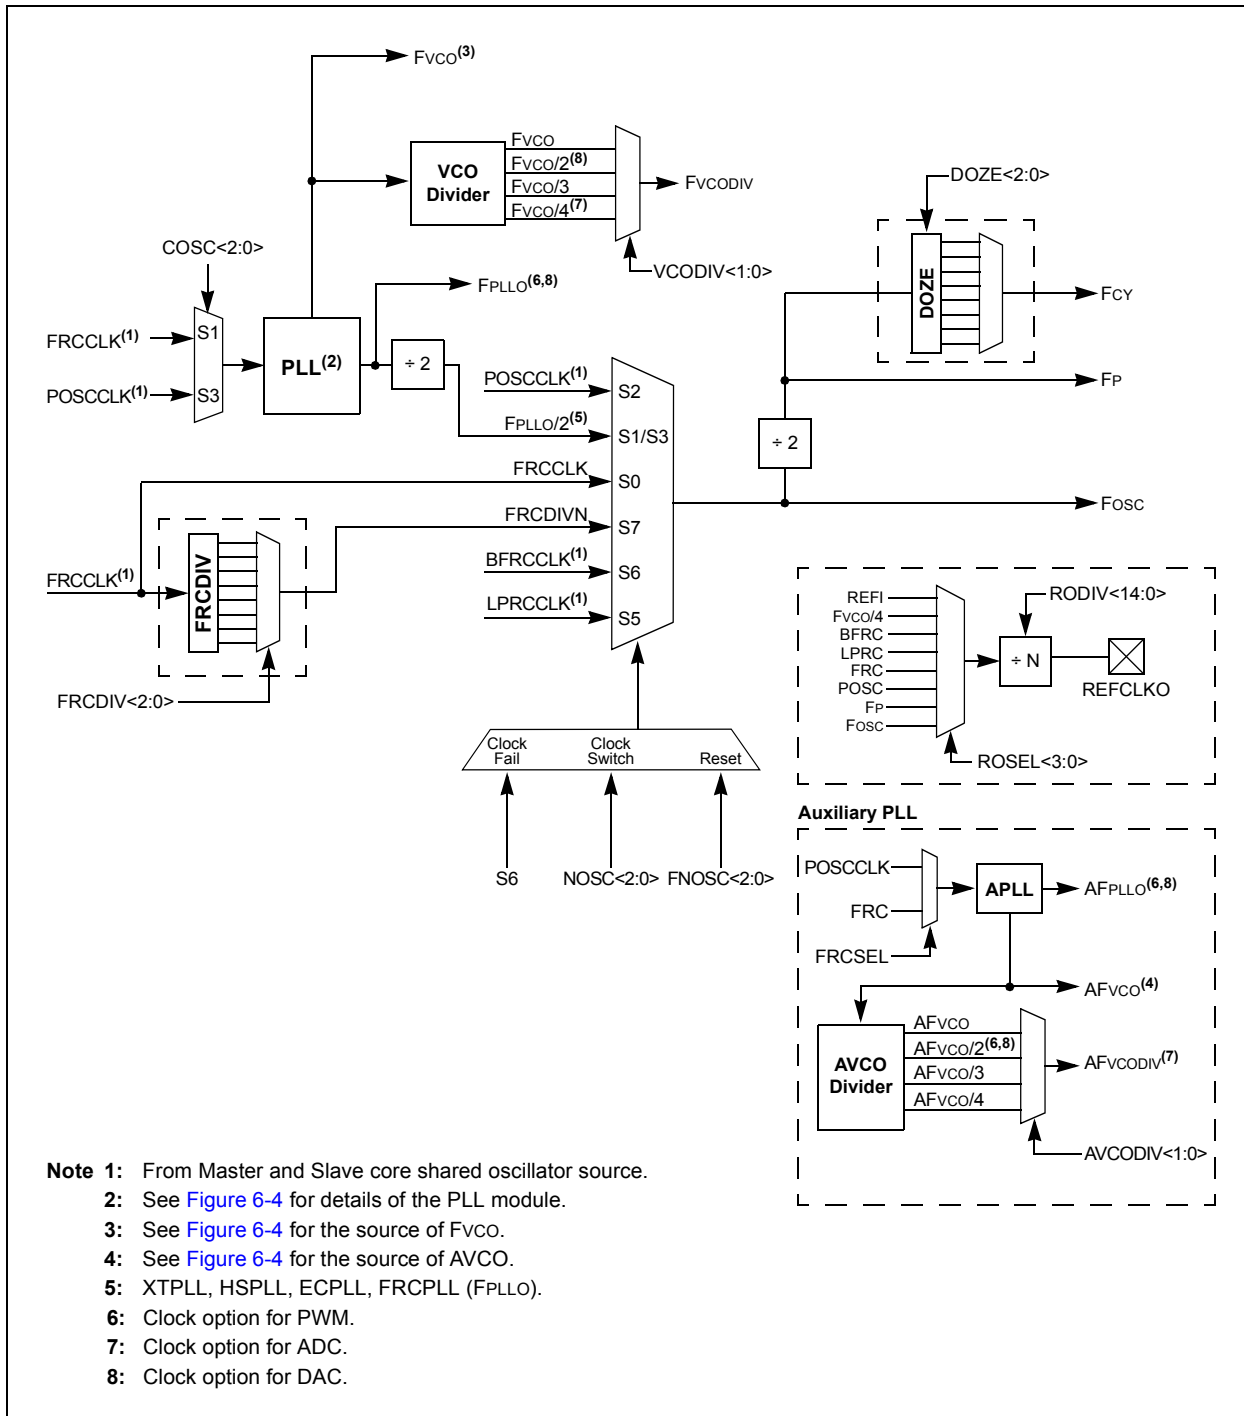 FVCO(3)
VCO
Divider
FVCO
FVCO/2(8)
FVCO/3
FVCO/4(7)
FVCODIV
VCODIV<1:0>
COSC<2:0>
FRCCLK(1)
POSCCLK(1)
S1
S3
PLL(2)
FPLLO(6,8)
÷ 2
POSCCLK(1)
FPLLO/2(5)
FRCCLK
FRCDIVN
BFRCCLK(1)
LPRCCLK(1)
S2
S1/S3
S0
S7
S6
S5
FRCCLK(1)
FRCDIV
FRCDIV<2:0>
Clock
Fail
Clock
Switch
Reset
S6
NOSC<2:0>
FNOSC<2:0>
DOZE<2:0>
DOZE
FCY
FP
÷ 2
FOSC
REFI
FVCO/4
BFRC
LPRC
FRC
POSC
FP
FOSC
RODIV<14:0>
÷ N
REFCLKO
ROSEL<3:0>
Auxiliary PLL
POSCCLK
FRC
FRCSEL
APLL
AFPLLO(6,8)
AFVCO(4)
AVCO
Divider
AFVCO
AFVCO/2(6,8)
AFVCO/3
AFVCO/4
AFVCODIV(7)
AVCODIV<1:0>
Note 1: From Master and Slave core shared oscillator source.
2: See Figure 6-4 for details of the PLL module.
3: See Figure 6-4 for the source of FVCO.
4: See Figure 6-4 for the source of AVCO.
5: XTPLL, HSPLL, ECPLL, FRCPLL (FPLLO).
6: Clock option for PWM.
7: Clock option for ADC.
8: Clock option for DAC.